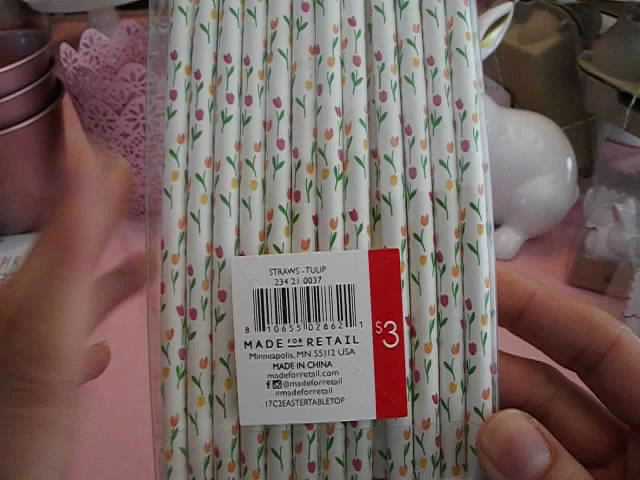 STRAWS - TULIP
234 21 0037
8 10655 02862 1
MADE FOR RETAIL
Minneapolis, MN 55112 USA
MADE IN CHINA
madeforretail.com
@madeforretail
#madeforretail
17C2EASTERTABLETOP
$3